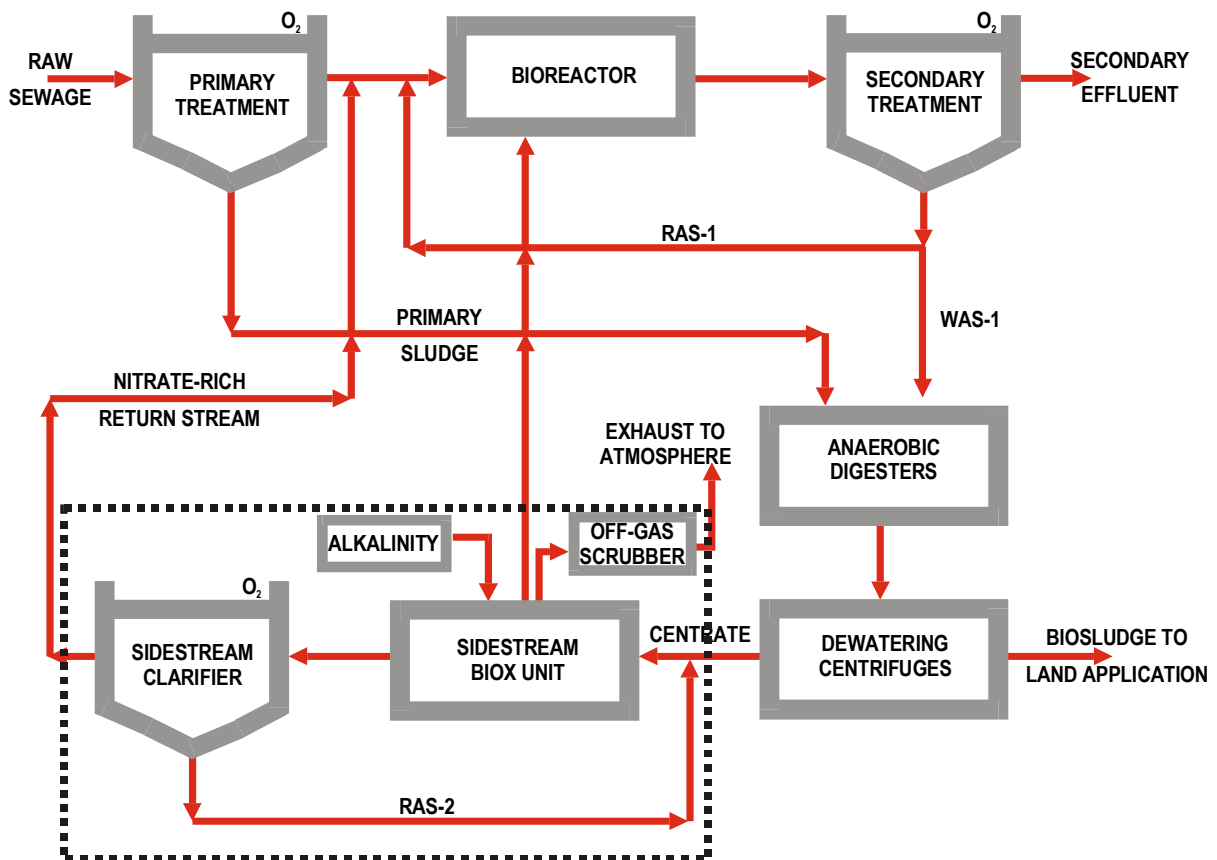 O₂
O₂
RAW
SEWAGE
PRIMARY
TREATMENT
BIOREACTOR
SECONDARY
TREATMENT
SECONDARY
EFFLUENT
RAS-1
PRIMARY
SLUDGE
WAS-1
NITRATE-RICH
RETURN STREAM
EXHAUST TO
ATMOSPHERE
ANAEROBIC
DIGESTERS
ALKALINITY
OFF-GAS
SCRUBBER
O₂
SIDESTREAM
CLARIFIER
SIDESTREAM
BIOX UNIT
CENTRATE
DEWATERING
CENTRIFUGES
BIOSLUDGE TO
LAND APPLICATION
RAS-2